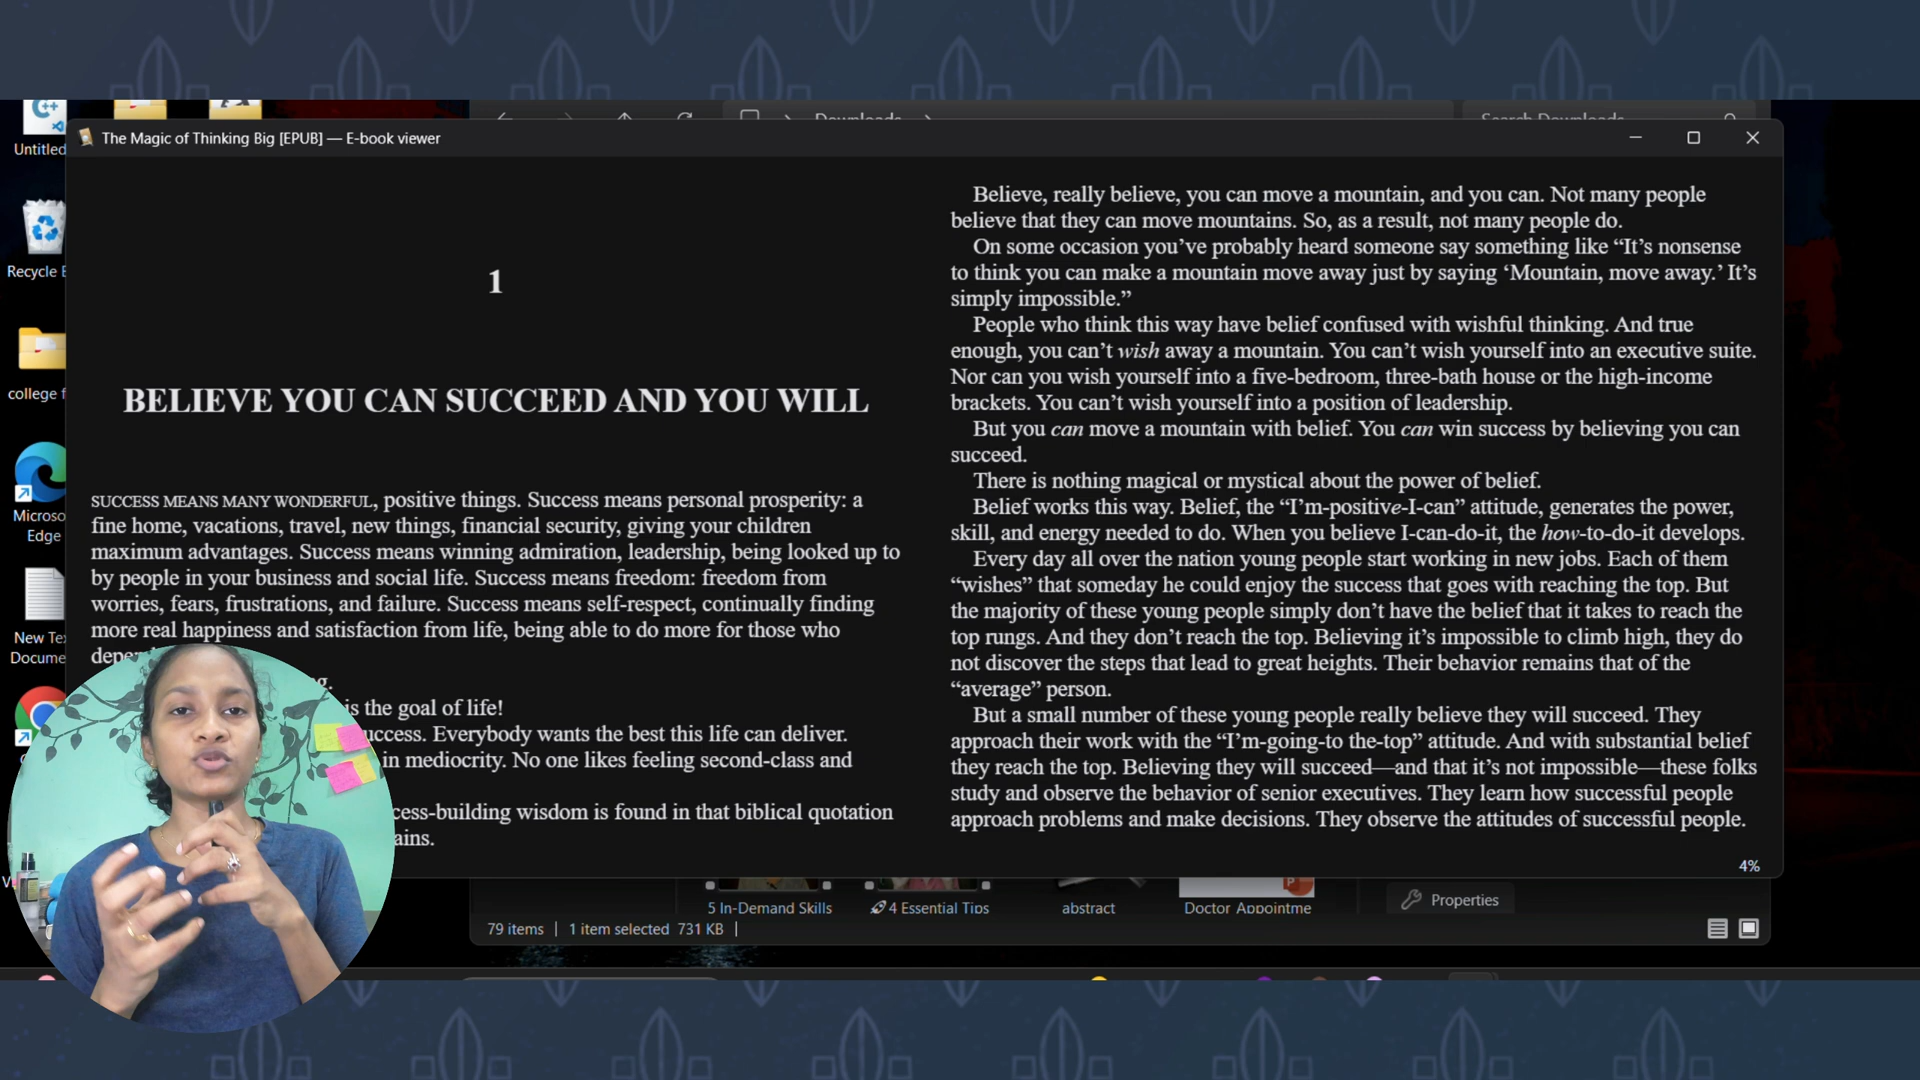 Untitled
Downloads
Search Downloads
The Magic of Thinking Big [EPUB] — E-book viewer
Recycle
college
Microso
Edge
New Te
Docume
1
BELIEVE YOU CAN SUCCEED AND YOU WILL
SUCCESS MEANS MANY WONDERFUL, positive things. Success means personal prosperity: a
fine home, vacations, travel, new things, financial security, giving your children
maximum advantages. Success means winning admiration, leadership, being looked up to
by people in your business and social life. Success means freedom: freedom from
worries, fears, frustrations, and failure. Success means self-respect, continually finding
more real happiness and satisfaction from life, being able to do more for those who
is the goal of life!
uccess. Everybody wants the best this life can deliver.
in mediocrity. No one likes feeling second-class and
cess-building wisdom is found in that biblical quotation
ains.
Believe, really believe, you can move a mountain, and you can. Not many people
believe that they can move mountains. So, as a result, not many people do.
On some occasion you’ve probably heard someone say something like “It’s nonsense
to think you can make a mountain move away just by saying ‘Mountain, move away.’ It’s
simply impossible.”
People who think this way have belief confused with wishful thinking. And true
enough, you can’t wish away a mountain. You can’t wish yourself into an executive suite.
Nor can you wish yourself into a five-bedroom, three-bath house or the high-income
brackets. You can’t wish yourself into a position of leadership.
But you can move a mountain with belief. You can win success by believing you can
succeed.
There is nothing magical or mystical about the power of belief.
Belief works this way. Belief, the “I’m-positive-I-can” attitude, generates the power,
skill, and energy needed to do. When you believe I-can-do-it, the how-to-do-it develops.
Every day all over the nation young people start working in new jobs. Each of them
“wishes” that someday he could enjoy the success that goes with reaching the top. But
the majority of these young people simply don’t have the belief that it takes to reach the
top rungs. And they don’t reach the top. Believing it’s impossible to climb high, they do
not discover the steps that lead to great heights. Their behavior remains that of the
“average” person.
But a small number of these young people really believe they will succeed. They
approach their work with the “I’m-going-to the-top” attitude. And with substantial belief
they reach the top. Believing they will succeed—and that it’s not impossible—these folks
study and observe the behavior of senior executives. They learn how successful people
approach problems and make decisions. They observe the attitudes of successful people.
4%
5 In-Demand Skills
4 Essential Tips
abstract
Doctor Appointme
Properties
79 items
1 item selected 731 KB